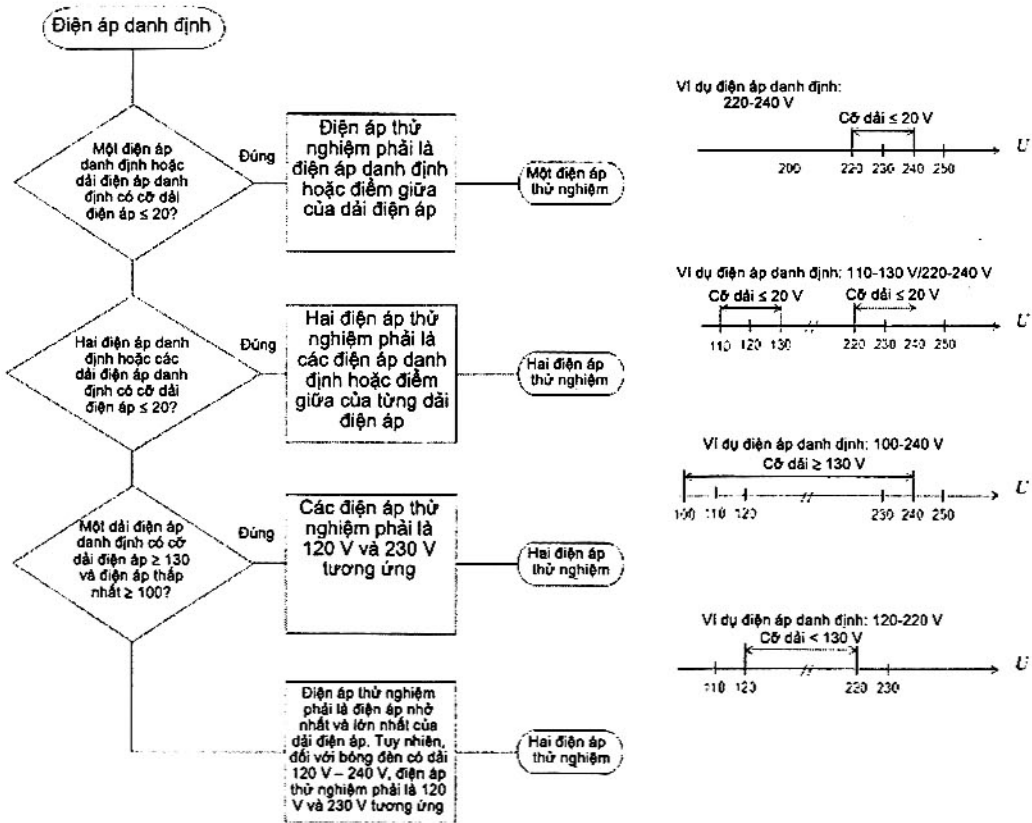 Điện áp danh định
Một điện áp
danh định hoặc
dải điện áp danh
định có cỡ dải
điện áp ≤ 20?
Đúng
Điện áp thử
nghiệm phải là
điện áp danh định
hoặc điểm giữa
của dải điện áp
Một điện áp
thử nghiệm
Ví dụ điện áp danh định:
220-240 V
Cỡ dải ≤ 20 V
U
200 220 230 240 250
Hai điện áp danh
định hoặc các
dải điện áp danh
định có cỡ dải
điện áp ≤ 20?
Đúng
Hai điện áp thử
nghiệm phải là
các điện áp danh
định hoặc điểm
giữa của từng dải
điện áp
Hai điện áp
thử nghiệm
Ví dụ điện áp danh định: 110-130 V/220-240 V
Cỡ dải ≤ 20 V Cỡ dải ≤ 20 V
U
110 120 130 // 220 230 240 250
Một dải điện áp
danh định có cỡ
dải điện áp ≥ 130
và điện áp thấp
nhất ≥ 100?
Đúng
Các điện áp thử
nghiệm phải là
120 V và 230 V
tương ứng
Hai điện áp
thử nghiệm
Ví dụ điện áp danh định: 100-240 V
Cỡ dải ≥ 130 V
U
100 110 120 // 230 240 250
Điện áp thử nghiệm
phải là điện áp nhỏ
nhất và lớn nhất của
dải điện áp. Tuy nhiên,
đối với bóng đèn có dải
120 V – 240 V, điện áp
thử nghiệm phải là 120
V và 230 V tương ứng
Hai điện áp
thử nghiệm
Ví dụ điện áp danh định: 120-220 V
Cỡ dải < 130 V
U
110 120 // 220 230